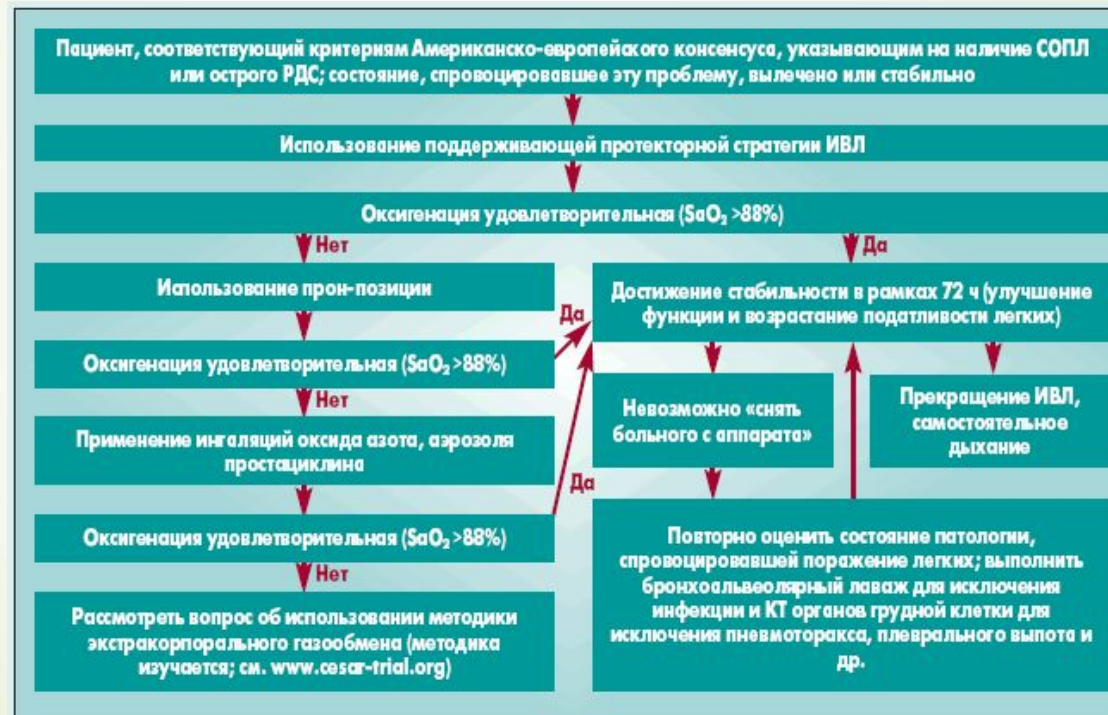 Пациент, соответствующий критериям Американско-европейского консенсуса, указывающим на наличие СОПЛ
или острого РДС; состояние, спровоцировавшее эту проблему, вылечено или стабильно
Использование поддерживающей протекторной стратегии ИВЛ
Оксигенация удовлетворительная (SaO₂ >88%)
Нет
Да
Использование прон-позиции
Да
Достижение стабильности в рамках 72 ч (улучшение
функции и возрастание податливости легких)
Оксигенация удовлетворительная (SaO₂ >88%)
Нет
Применение ингаляций оксида азота, аэрозоля
простациклина
Невозможно «снять
больного с аппарата»
Прекращение ИВЛ,
самостоятельное
дыхание
Да
Оксигенация удовлетворительная (SaO₂ >88%)
Нет
Рассмотреть вопрос об использовании методики
экстракорпорального газообмена (методика
изучается; см. www.cesar-trial.org)
Повторно оценить состояние патологии,
спровоцировавшей поражение легких; выполнить
бронхоальвеолярный лаваж для исключения
инфекции и КТ органов грудной клетки для
исключения пневмоторакса, плеврального выпота и
др.